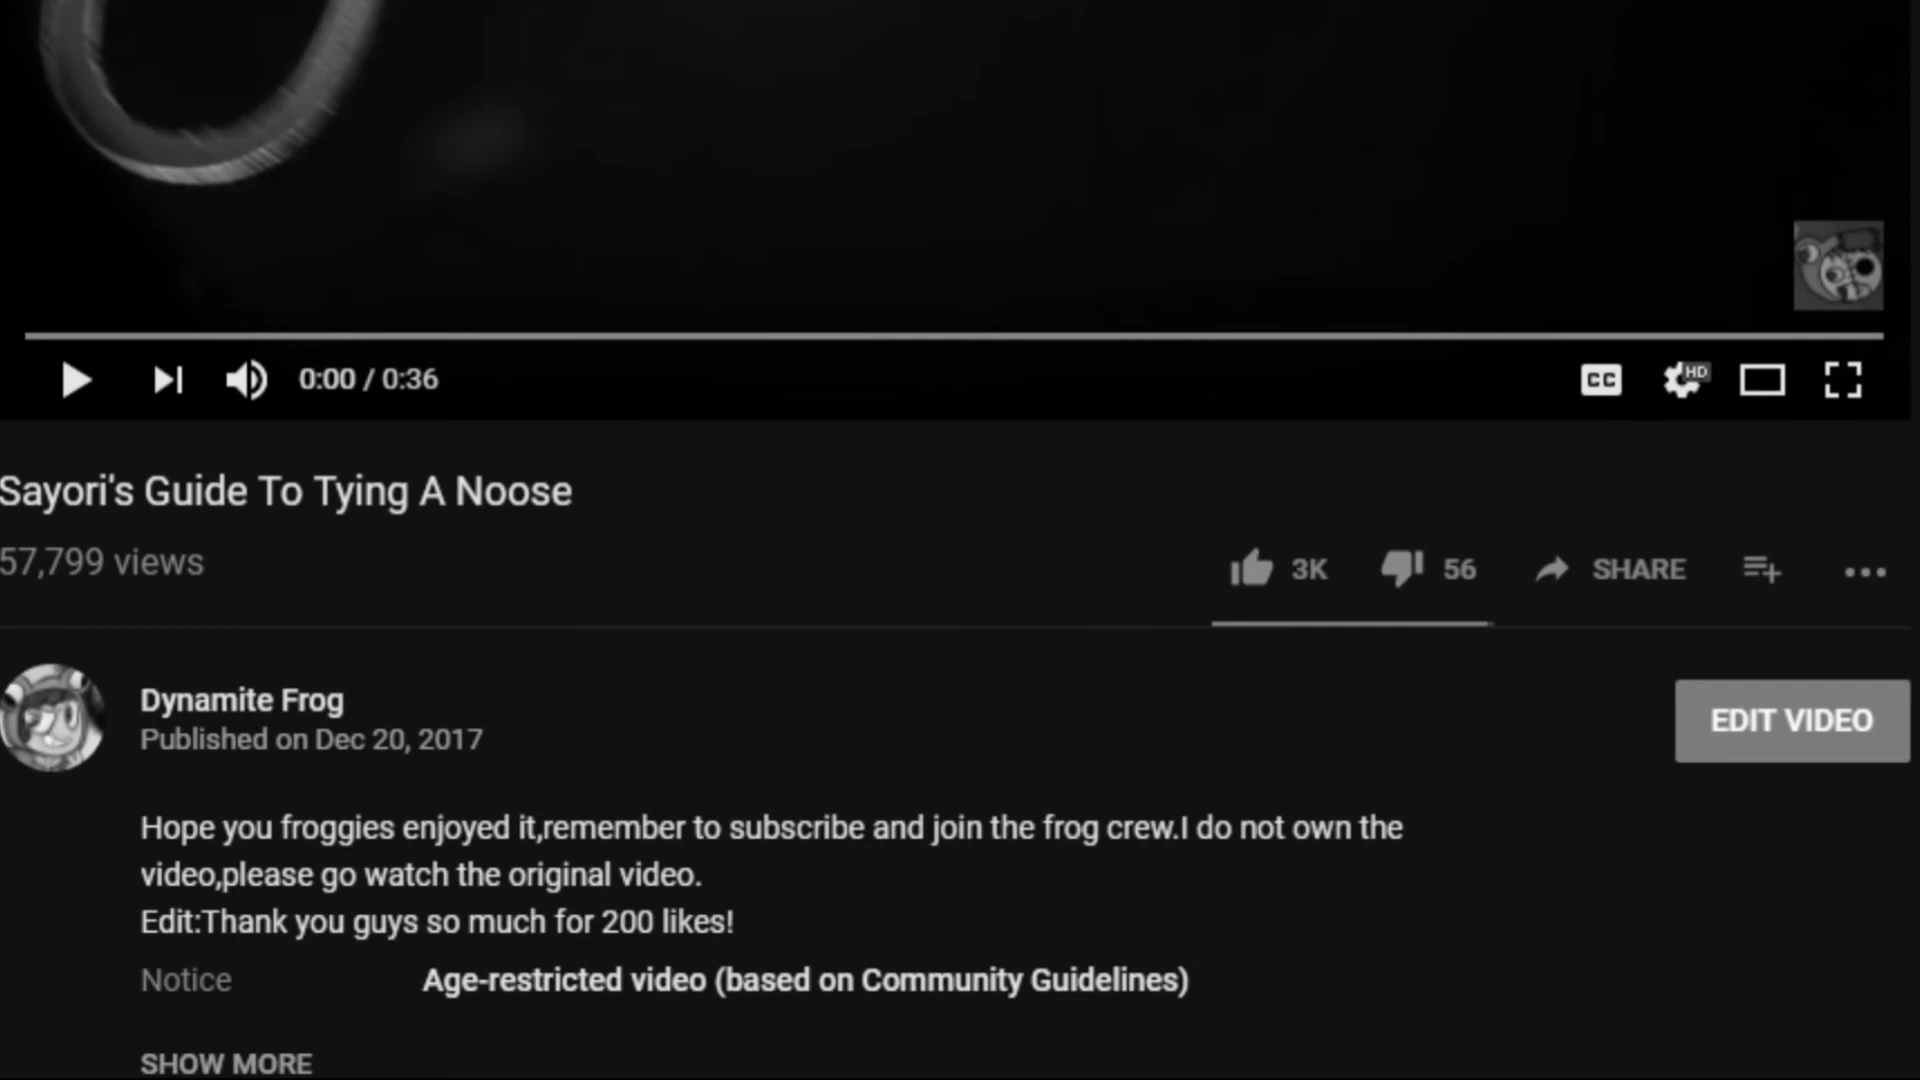 0:00 / 0:36
CC
HD
Sayori's Guide To Tying A Noose
57,799 views
3K
56
SHARE
Dynamite Frog
Published on Dec 20, 2017
EDIT VIDEO
Hope you froggies enjoyed it,remember to subscribe and join the frog crew.I do not own the
video,please go watch the original video.
Edit:Thank you guys so much for 200 likes!
Notice Age-restricted video (based on Community Guidelines)
SHOW MORE